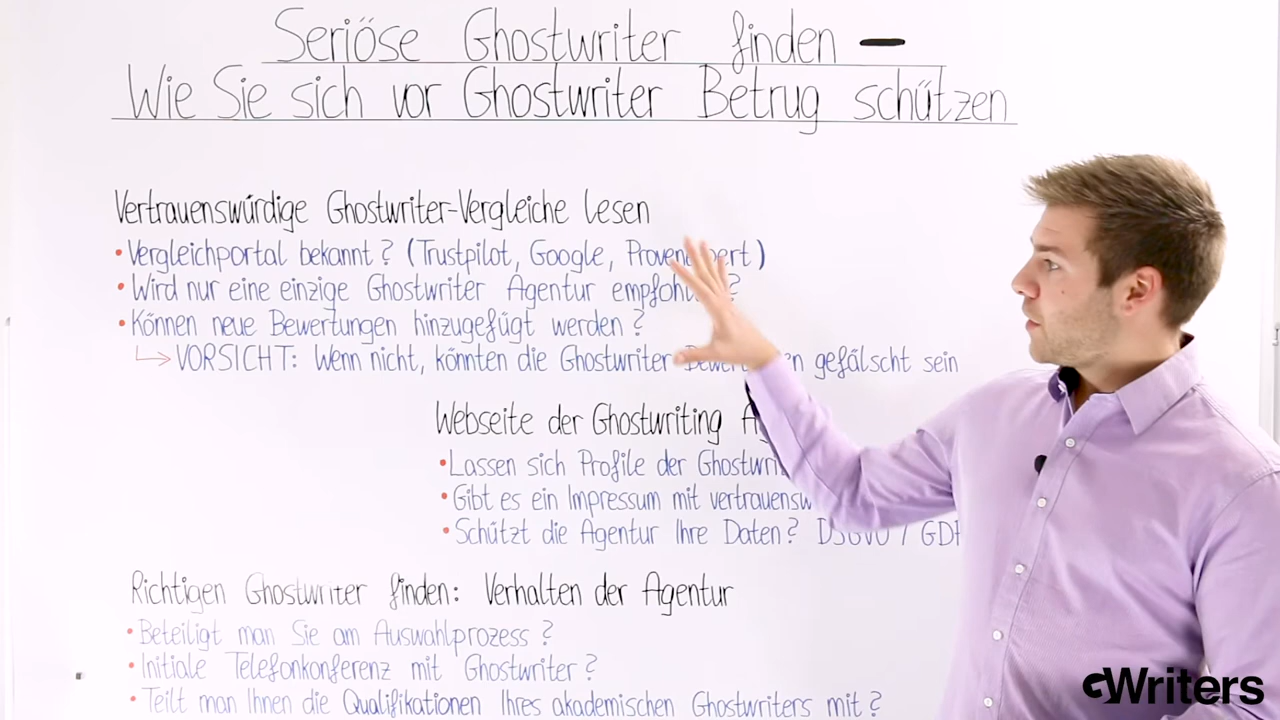 Seriöse Ghostwriter finden –
Wie Sie sich vor Ghostwriter Betrug schützen
Vertrauenswürdige Ghostwriter-Vergleiche lesen
• Vergleichportal bekannt? (Trustpilot, Google, )
• Wird nur eine einzige Ghostwriter Agentur ?
• Können neue Bewertungen hinzugefügt werden?
VORSICHT: Wenn nicht, könnten die Ghostwriter gefälscht sein
Webseite der Ghostwriting
• Lassen sich Profile der
• Gibt es ein Impressum mit
• Schützt die Agentur Ihre Daten? DSGVO /
Richtigen Ghostwriter finden: Verhalten der Agentur
• Beteiligt man Sie am Auswahlprozess?
• Initiale Telefonkonferenz mit Ghostwriter?
• Teilt man Ihnen die Qualifikationen Ihres akademischen Ghostwriters mit?
GWriters